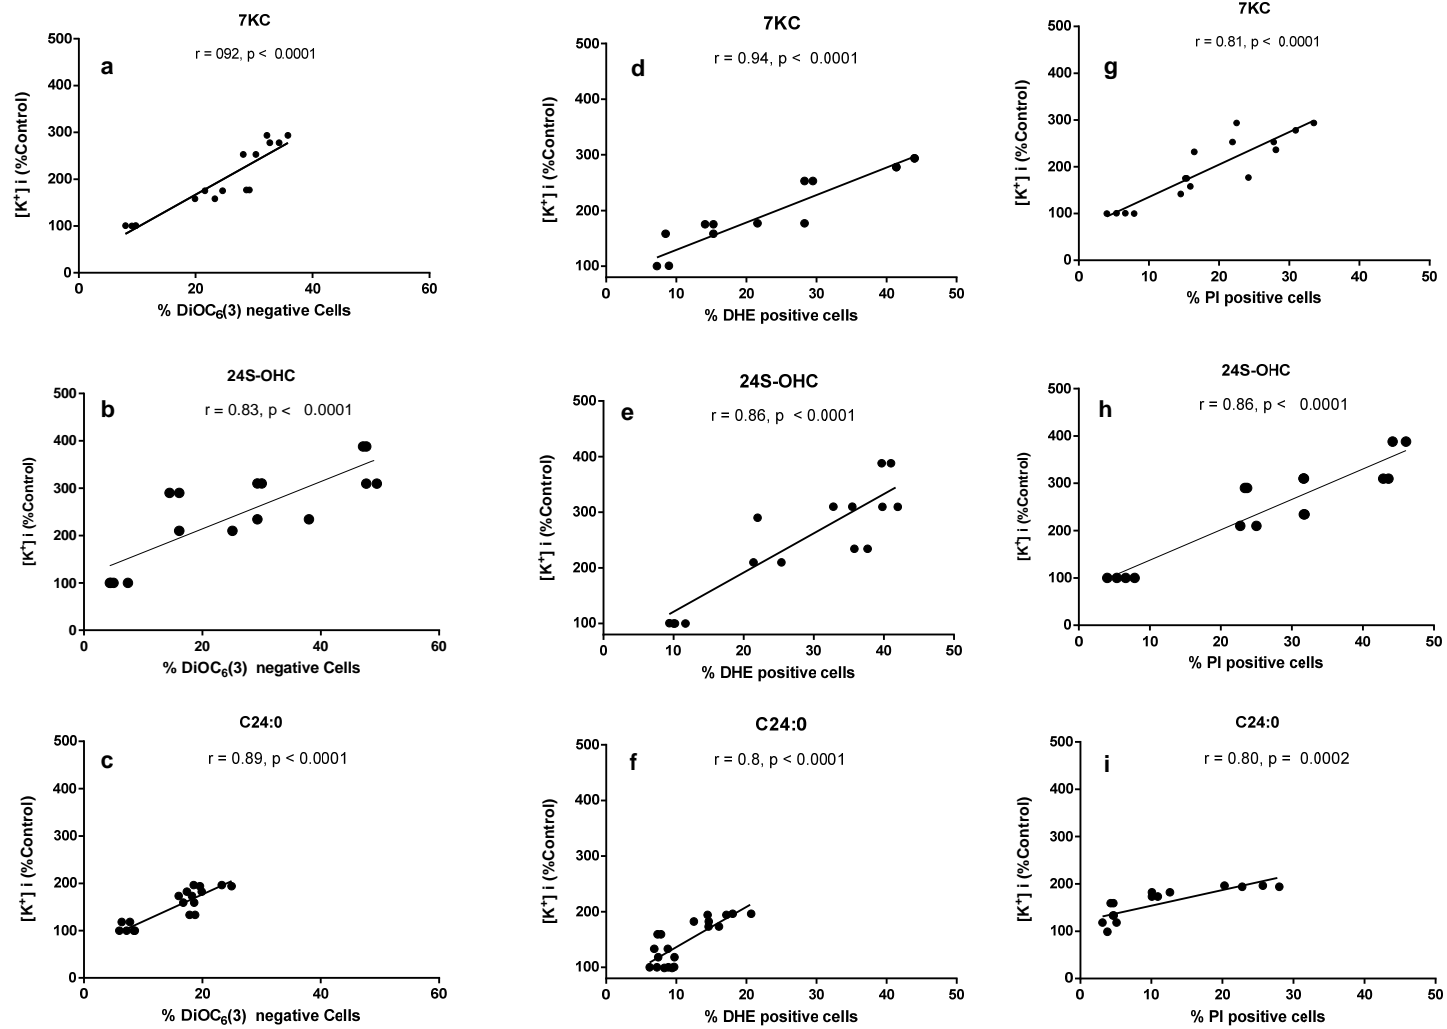 7KC
r = 092, p < 0.0001
a
500
400
300
200
100
0
0 20 40 60
[K⁺] i (%Control)
% DiOC₆(3) negative Cells
7KC
r = 0.94, p < 0.0001
d
500
400
300
200
100
0 10 20 30 40 50
[K⁺] i (%Control)
% DHE positive cells
7KC
r = 0.81, p < 0.0001
g
500
400
300
200
100
0
0 10 20 30 40 50
[K⁺] i (%Control)
% PI positive cells
24S-OHC
r = 0.83, p < 0.0001
b
500
400
300
200
100
0
0 20 40 60
[K⁺] i (%Control)
% DiOC₆(3) negative Cells
24S-OHC
r = 0.86, p < 0.0001
e
500
400
300
200
100
0 10 20 30 40 50
[K⁺] i (%Control)
% DHE positive cells
24S-OHC
r = 0.86, p < 0.0001
h
500
400
300
200
100
0
0 10 20 30 40 50
[K⁺] i (%Control)
% PI positive cells
C24:0
r = 0.89, p < 0.0001
c
500
400
300
200
100
0
0 20 40 60
[K⁺] i (%Control)
% DiOC₆(3) negative Cells
C24:0
r = 0.8, p < 0.0001
f
500
400
300
200
100
0 10 20 30 40 50
[K⁺] i (%Control)
% DHE positive cells
C24:0
r = 0.80, p = 0.0002
i
500
400
300
200
100
0
0 10 20 30 40 50
[K⁺] i (%Control)
% PI positive cells